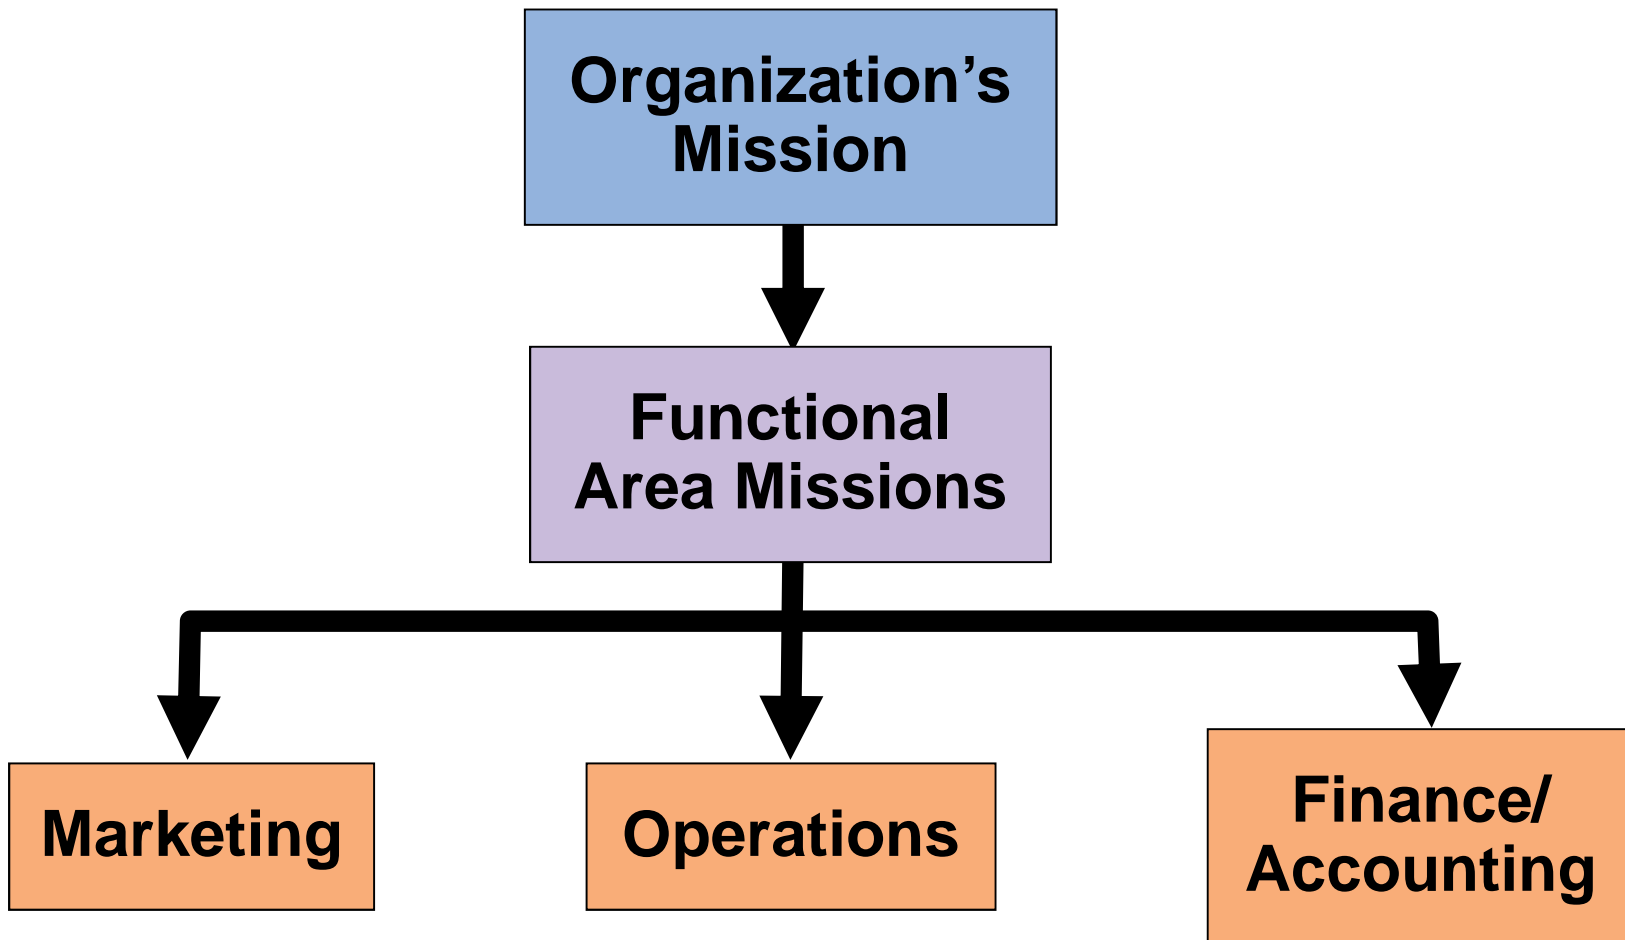 Organization’s
Mission
Functional
Area Missions
Marketing
Operations
Finance/
Accounting